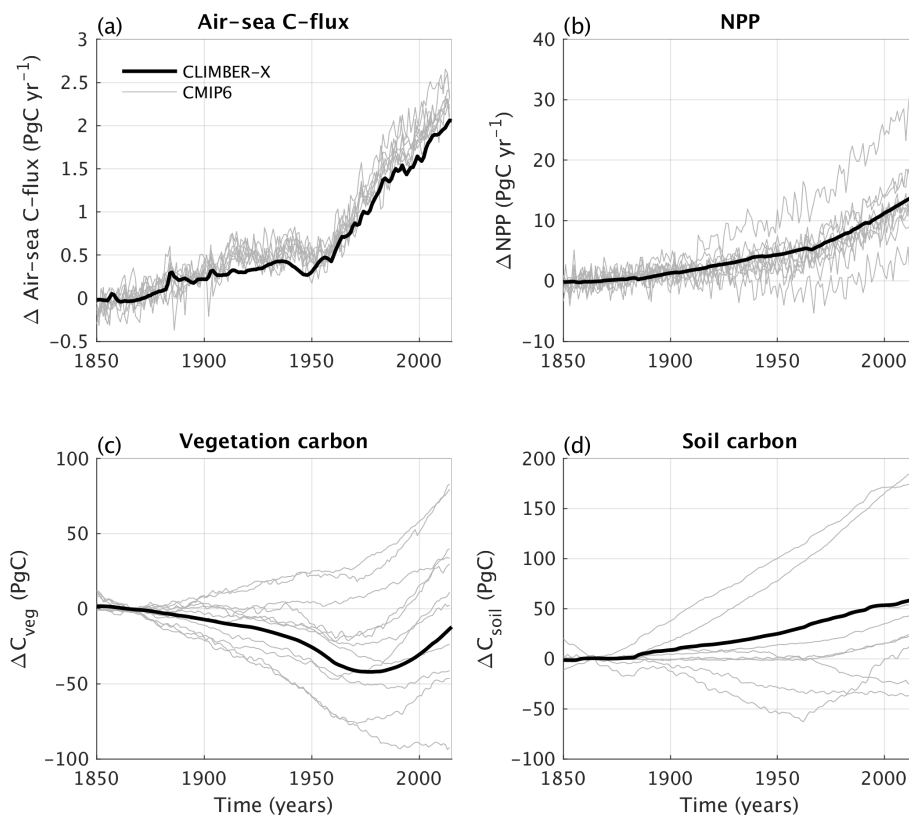 (a) Air-sea C-flux
Δ Air-sea C-flux (PgC yr⁻¹)
3
2.5
2
1.5
1
0.5
0
-0.5
CLIMBER-X
CMIP6
1850 1900 1950 2000
(b) NPP
ΔNPP (PgC yr⁻¹)
40
30
20
10
0
-10
1850 1900 1950 2000
(c) Vegetation carbon
ΔC_veg (PgC)
100
50
0
-50
-100
1850 1900 1950 2000
Time (years)
(d) Soil carbon
ΔC_soil (PgC)
200
150
100
50
0
-50
-100
1850 1900 1950 2000
Time (years)